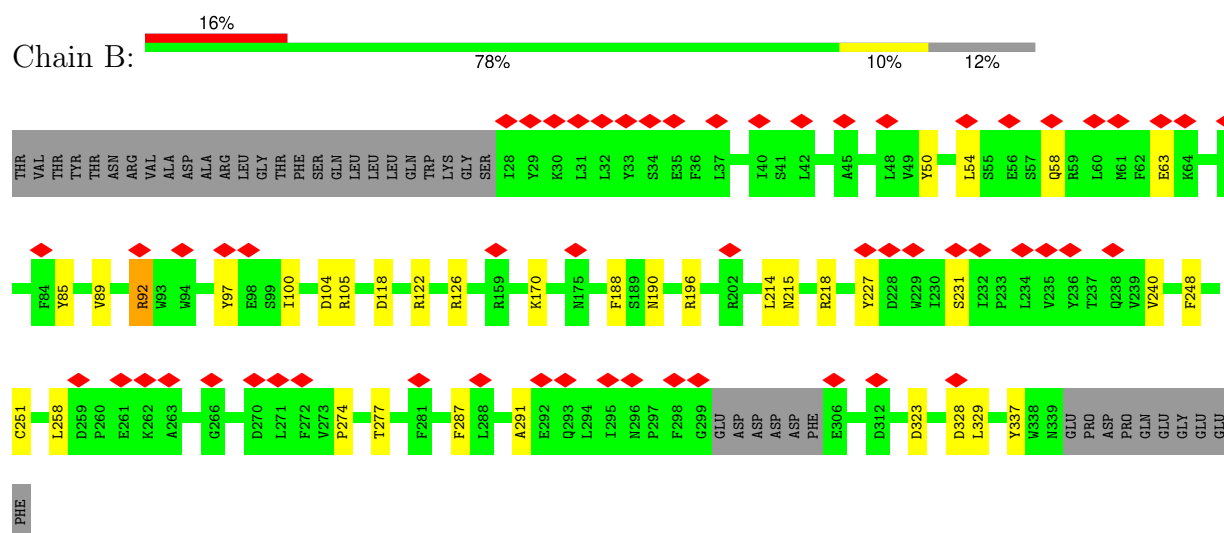 16%
Chain B:
78% 10% 12%
THR VAL THR TYR THR ASN ARG VAL ALA ASP ALA ARG LEU GLY THR PHE SER GLN LEU LEU LEU GLN TRP LYS GLY SER I28 Y29 K30 L31 L32 Y33 S34 E35 F36 L37 I40 S41 L42 A45 L48 V49 Y50 L54 S55 E56 S57 Q58 R59 L60 M61 F62 E63 K64
F84 Y85 V89 R92 W93 W94 Y97 E98 S99 I100 D104 R105 D118 R122 R126 R159 K170 N175 F188 S189 N190 R196 R202 L214 N215 R218 Y227 D228 W229 I230 S231 I232 P233 L234 V235 Y236 T237 Q238 V239 V240 F248
C251 L258 D259 P260 E261 K262 A263 G266 D270 L271 F272 V273 P274 T277 F281 F287 L288 A291 E292 Q293 L294 I295 N296 P297 F298 G299 GLU ASP ASP ASP ASP PHE E306 D312 D323 D328 L329 Y337 W338 N339 GLU PRO ASP PRO GLN GLU GLY GLU GLU
PHE